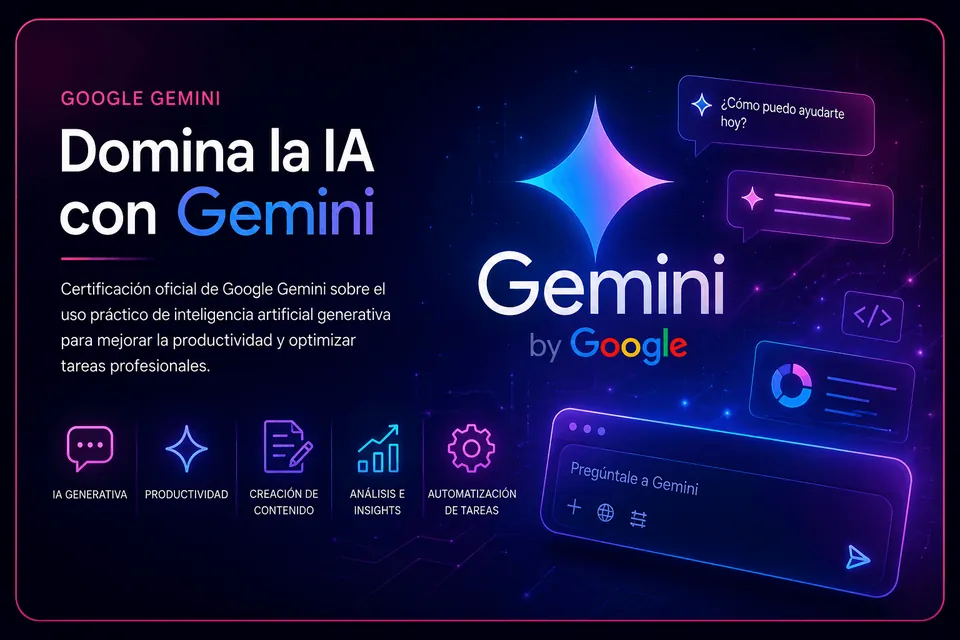 GOOGLE GEMINI
Domina la IA
con Gemini
Certificación oficial de Google Gemini sobre el
uso práctico de inteligencia artificial generativa
para mejorar la productividad y optimizar
tareas profesionales.
IA GENERATIVA
PRODUCTIVIDAD
CREACIÓN DE
CONTENIDO
ANÁLISIS E
INSIGHTS
AUTOMATIZACIÓN
DE TAREAS
¿Cómo puedo ayudarte
hoy?
Gemini
by Google
</>
Pregúntale a Gemini